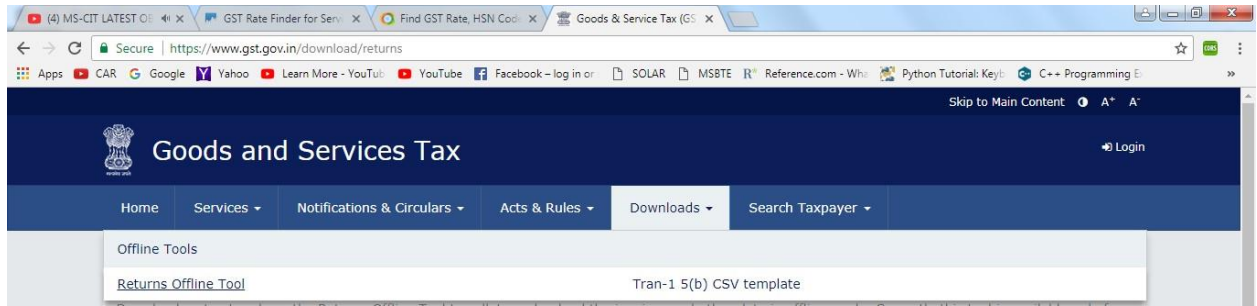 (4) MS-CIT LATEST OL
GST Rate Finder for Serv
Find GST Rate, HSN Code
Goods & Service Tax (GS
Secure | https://www.gst.gov.in/download/returns
Apps CAR Google Yahoo Learn More - YouTub YouTube Facebook – log in or SOLAR MSBTE Reference.com - Wha Python Tutorial: Keyb C++ Programming E »
Skip to Main Content A+ A-
Goods and Services Tax
Login
Home Services Notifications & Circulars Acts & Rules Downloads Search Taxpayer
Offline Tools
Returns Offline Tool Tran-1 5(b) CSV template